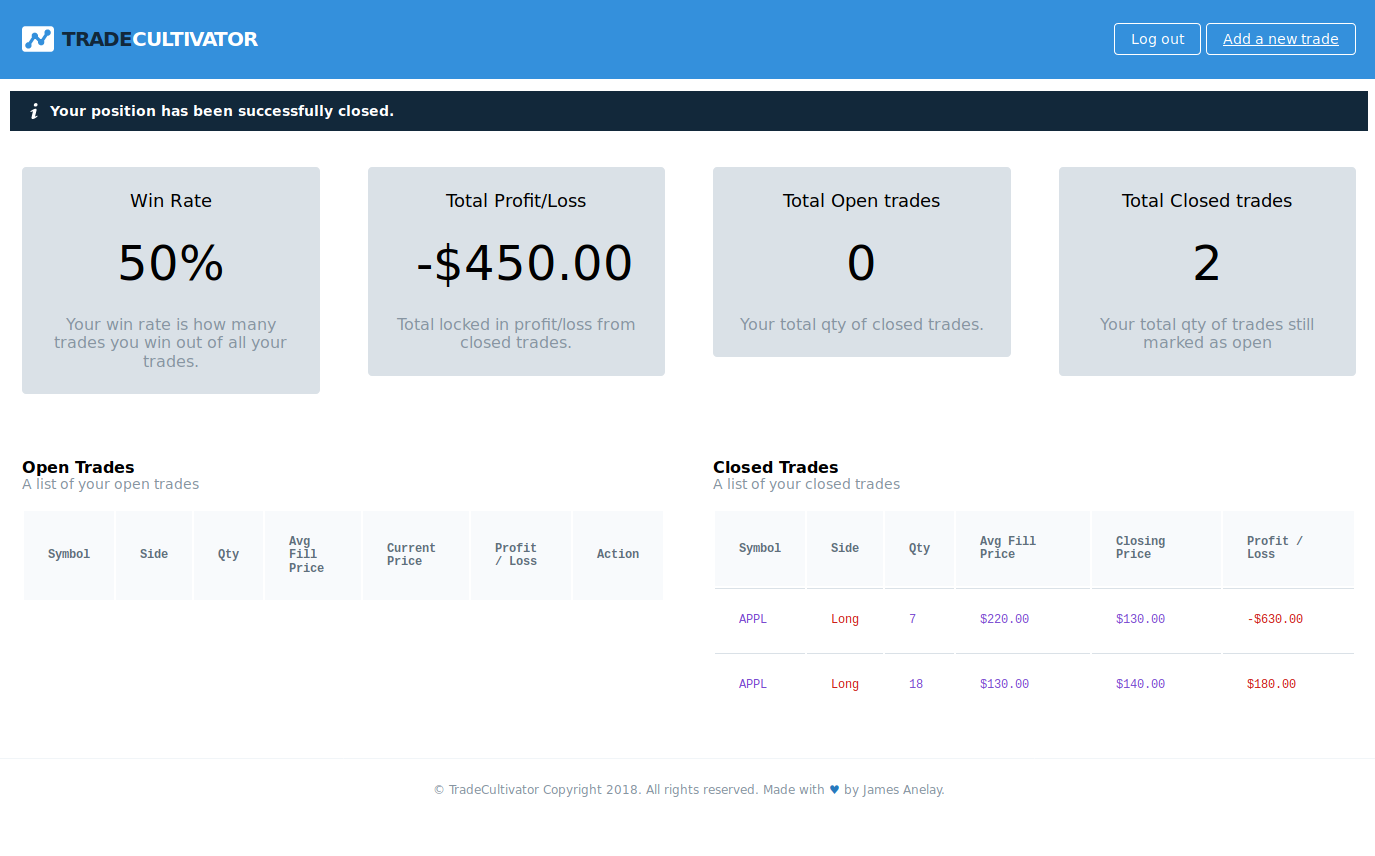 TRADECULTIVATOR
Log out
Add a new trade
Your position has been successfully closed.
Win Rate
50%
Your win rate is how many
trades you win out of all your
trades.
Total Profit/Loss
-$450.00
Total locked in profit/loss from
closed trades.
Total Open trades
0
Your total qty of closed trades.
Total Closed trades
2
Your total qty of trades still
marked as open
Open Trades
A list of your open trades
Symbol
Side
Qty
Avg
Fill
Price
Current
Price
Profit
/ Loss
Action
Closed Trades
A list of your closed trades
Symbol
Side
Qty
Avg Fill
Price
Closing
Price
Profit /
Loss
APPL Long 7 $220.00 $130.00 -$630.00
APPL Long 18 $130.00 $140.00 $180.00
© TradeCultivator Copyright 2018. All rights reserved. Made with ♥ by James Anelay.